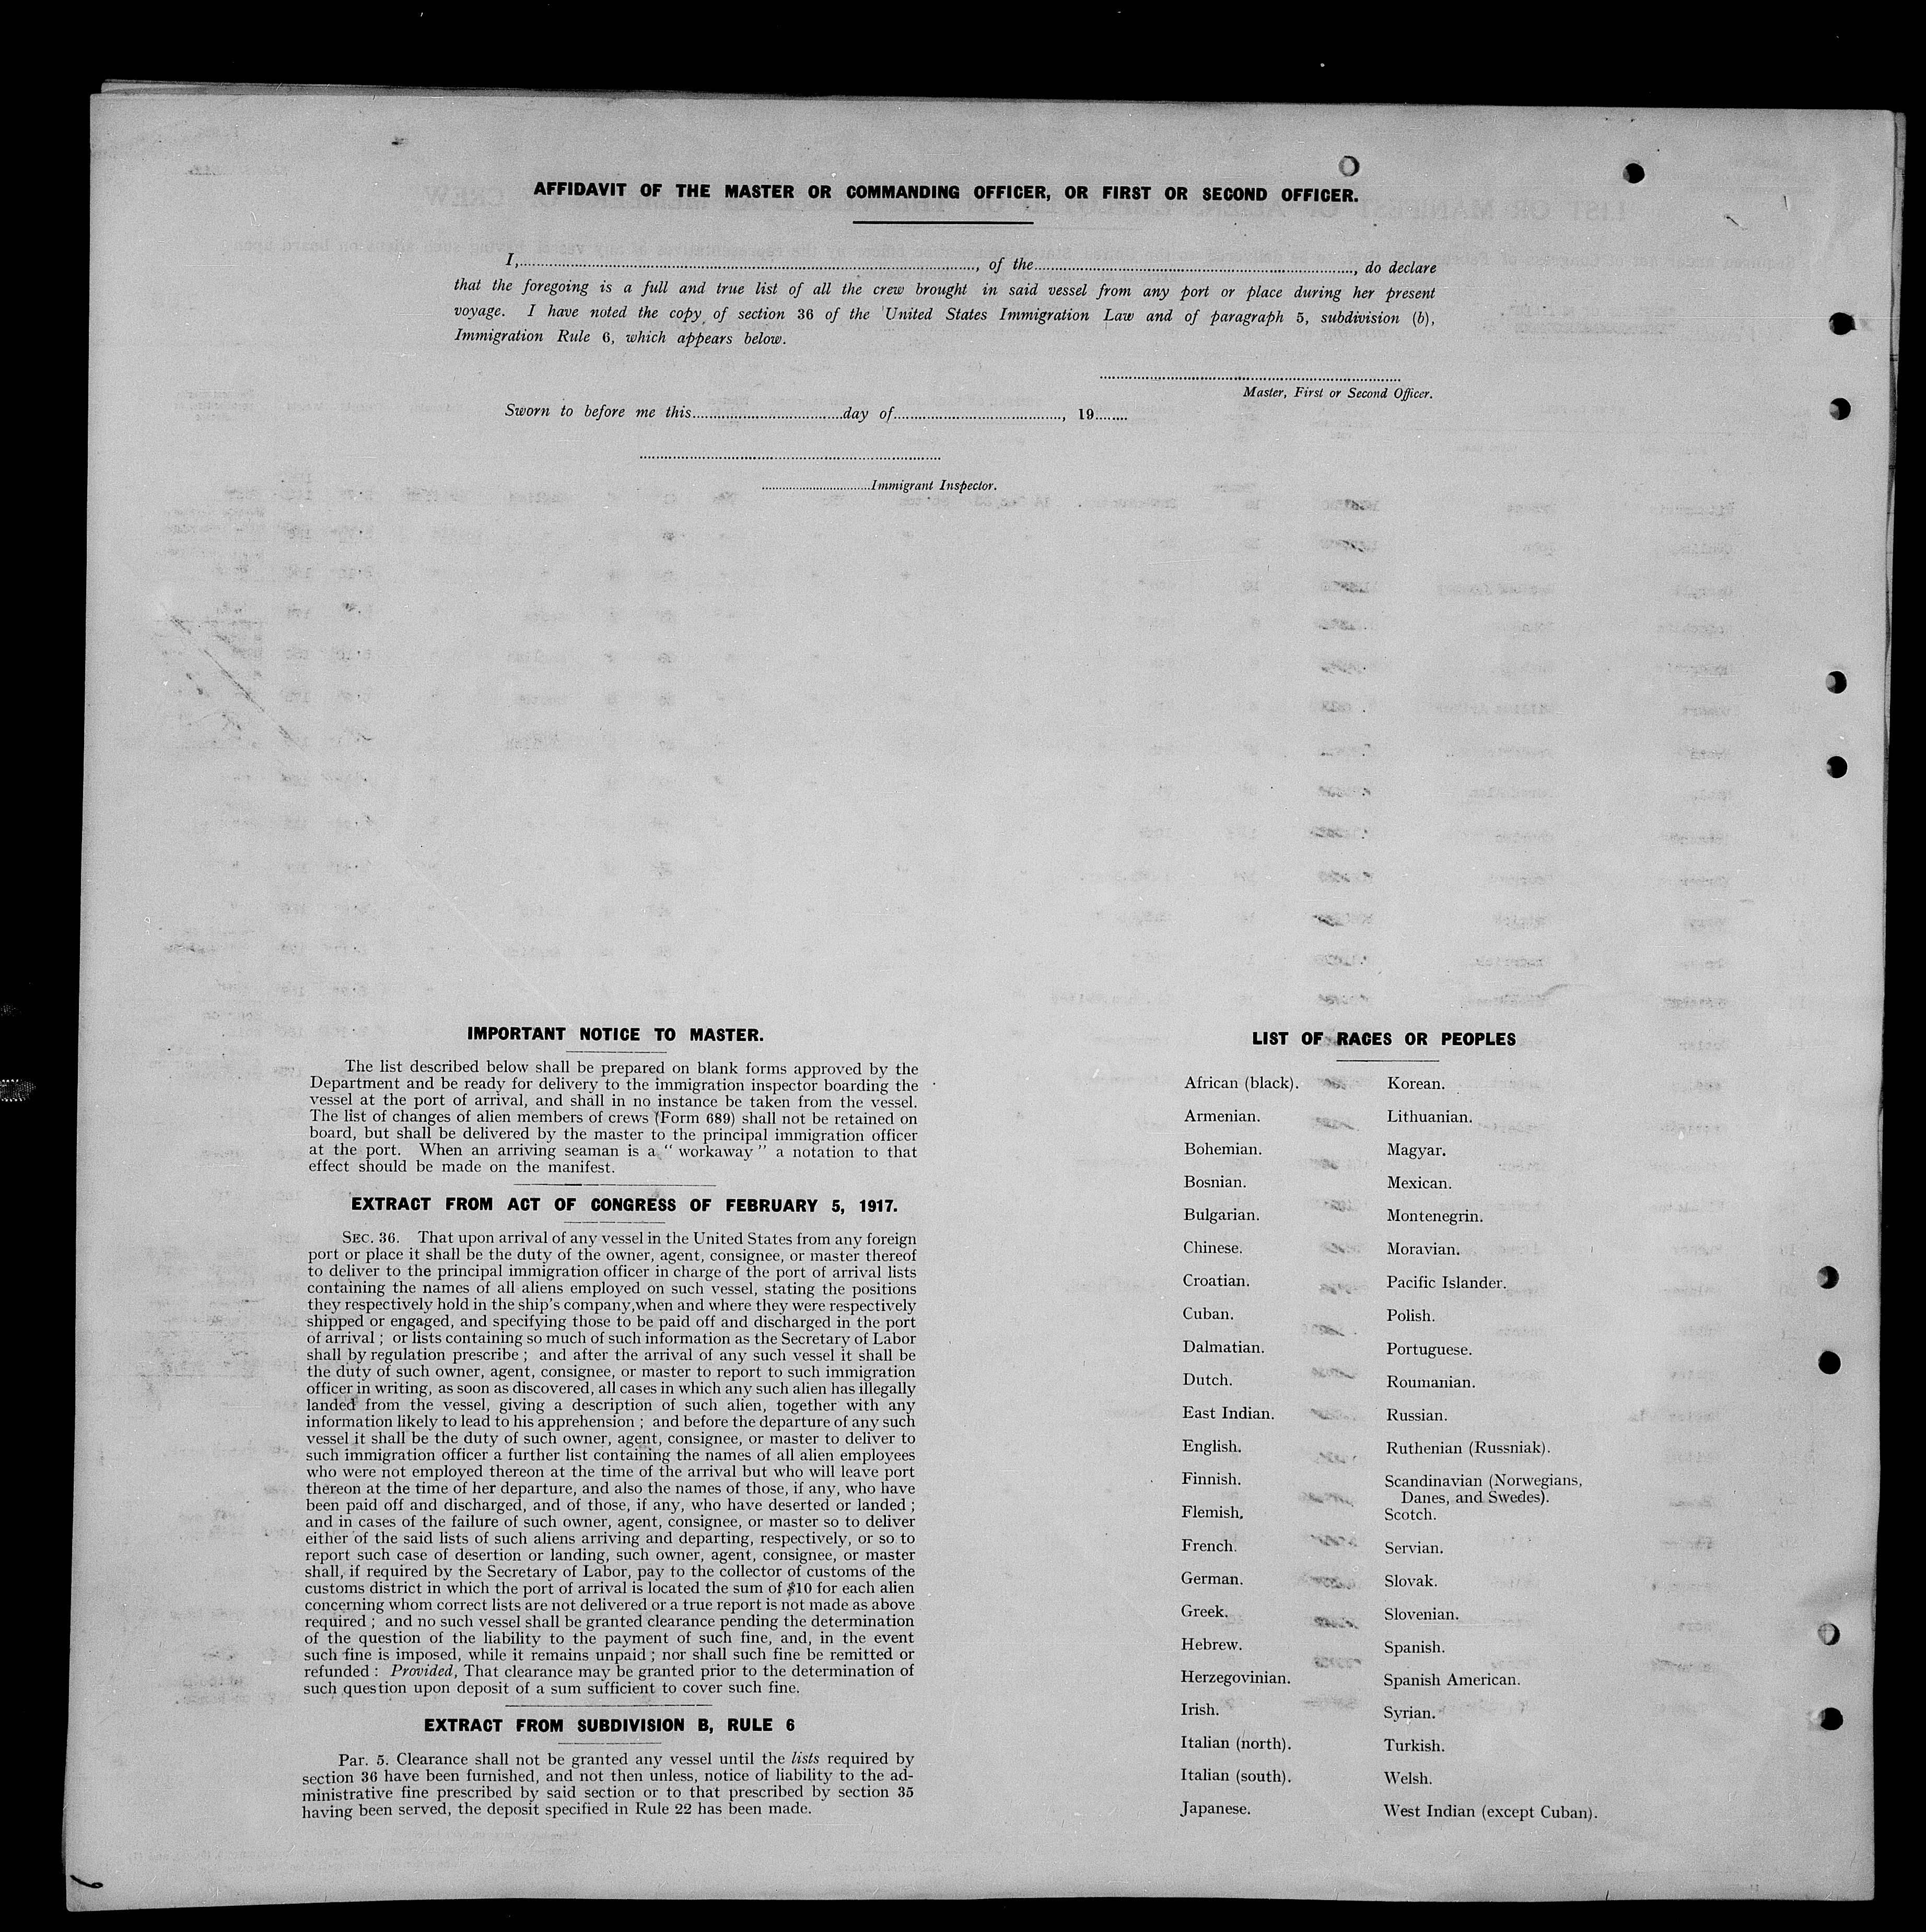 AFFIDAVIT OF THE MASTER OR COMMANDING OFFICER, OR FIRST OR SECOND OFFICER.
I,............, of the............, do declare
that the foregoing is a full and true list of all the crew brought in said vessel from any port or place during her present
voyage. I have noted the copy of section 36 of the United States Immigration Law and of paragraph 5, subdivision (b),
Immigration Rule 6, which appears below.
Master, First or Second Officer.
Sworn to before me this............day of............, 19........
............Immigrant Inspector.
IMPORTANT NOTICE TO MASTER.
The list described below shall be prepared on blank forms approved by the
Department and be ready for delivery to the immigration inspector boarding the
vessel at the port of arrival, and shall in no instance be taken from the vessel.
The list of changes of alien members of crews (Form 689) shall not be retained on
board, but shall be delivered by the master to the principal immigration officer
at the port. When an arriving seaman is a “ workaway ” a notation to that
effect should be made on the manifest.
EXTRACT FROM ACT OF CONGRESS OF FEBRUARY 5, 1917.
SEC. 36. That upon arrival of any vessel in the United States from any foreign
port or place it shall be the duty of the owner, agent, consignee, or master thereof
to deliver to the principal immigration officer in charge of the port of arrival lists
containing the names of all aliens employed on such vessel, stating the positions
they respectively hold in the ship's company, when and where they were respectively
shipped or engaged, and specifying those to be paid off and discharged in the port
of arrival ; or lists containing so much of such information as the Secretary of Labor
shall by regulation prescribe ; and after the arrival of any such vessel it shall be
the duty of such owner, agent, consignee, or master to report to such immigration
officer in writing, as soon as discovered, all cases in which any such alien has illegally
landed from the vessel, giving a description of such alien, together with any
information likely to lead to his apprehension ; and before the departure of any such
vessel it shall be the duty of such owner, agent, consignee, or master to deliver to
such immigration officer a further list containing the names of all alien employees
who were not employed thereon at the time of the arrival but who will leave port
thereon at the time of her departure, and also the names of those, if any, who have
been paid off and discharged, and of those, if any, who have deserted or landed ;
and in cases of the failure of such owner, agent, consignee, or master so to deliver
either of the said lists of such aliens arriving and departing, respectively, or so to
report such case of desertion or landing, such owner, agent, consignee, or master
shall, if required by the Secretary of Labor, pay to the collector of customs of the
customs district in which the port of arrival is located the sum of $10 for each alien
concerning whom correct lists are not delivered or a true report is not made as above
required ; and no such vessel shall be granted clearance pending the determination
of the question of the liability to the payment of such fine, and, in the event
such fine is imposed, while it remains unpaid ; nor shall such fine be remitted or
refunded : Provided, That clearance may be granted prior to the determination of
such question upon deposit of a sum sufficient to cover such fine.
EXTRACT FROM SUBDIVISION B, RULE 6
Par. 5. Clearance shall not be granted any vessel until the lists required by
section 36 have been furnished, and not then unless, notice of liability to the ad-
ministrative fine prescribed by said section or to that prescribed by section 35
having been served, the deposit specified in Rule 22 has been made.
LIST OF RACES OR PEOPLES
African (black).
Armenian.
Bohemian.
Bosnian.
Bulgarian.
Chinese.
Croatian.
Cuban.
Dalmatian.
Dutch.
East Indian.
English.
Finnish.
Flemish.
French.
German.
Greek.
Hebrew.
Herzegovinian.
Irish.
Italian (north).
Italian (south).
Japanese.
Korean.
Lithuanian.
Magyar.
Mexican.
Montenegrin.
Moravian.
Pacific Islander.
Polish.
Portuguese.
Roumanian.
Russian.
Ruthenian (Russniak).
Scandinavian (Norwegians,
Danes, and Swedes).
Scotch.
Servian.
Slovak.
Slovenian.
Spanish.
Spanish American.
Syrian.
Turkish.
Welsh.
West Indian (except Cuban).